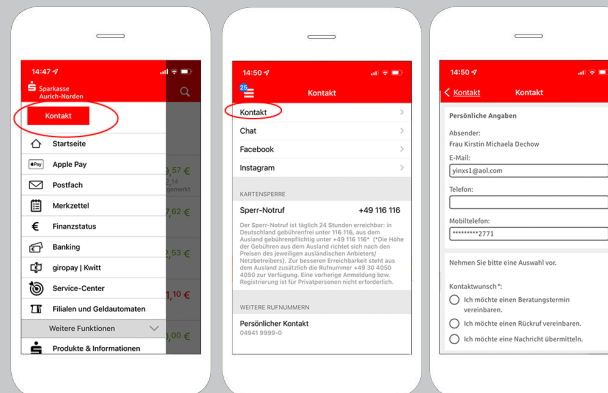 14:47
Sparkasse
Aurich-Norden
Kontakt
Startseite
Apple Pay
Postfach
Merkzettel
Finanzstatus
Banking
giropay | Kwitt
Service-Center
Filialen und Geldautomaten
Weitere Funktionen
Produkte & Informationen
,57 €
7,62 €
,10 €
,00 €
14:50
Kontakt
Kontakt
Chat
Facebook
Instagram
KARTENSPERRE
Sperr-Notruf +49 116 116
Der Sperr-Notruf ist täglich 24 Stunden erreichbar: in
Deutschland gebührenfrei unter 116 116, aus dem
Ausland gebührenpflichtig unter +49 116 116* (*Die Höhe
der Gebühren aus dem Ausland richtet sich nach den
Preisen des jeweiligen ausländischen Anbieters/
Netzbetreibers). Zur besseren Erreichbarkeit steht aus
dem Ausland zusätzlich die Rufnummer +49 30 4050
4050 zur Verfügung. Eine vorherige Anmeldung bzw.
Registrierung ist für Privatpersonen nicht erforderlich.
WEITERE RUFNUMMERN
Persönlicher Kontakt
04941 9999-0
14:50
Kontakt Kontakt
Persönliche Angaben
Absender:
Frau Kirstin Michaela Dechow
E-Mail:
yinxs1@aol.com
Telefon:
Mobiltelefon:
*********2771
Nehmen Sie bitte eine Auswahl vor.
Kontaktwunsch*:
Ich möchte einen Beratungstermin
vereinbaren.
Ich möchte einen Rückruf vereinbaren.
Ich möchte eine Nachricht übermitteln.